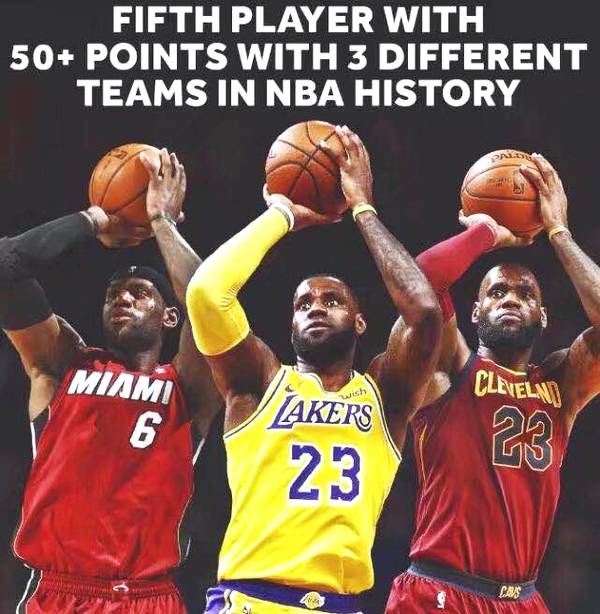 FIFTH PLAYER WITH
50+ POINTS WITH 3 DIFFERENT
TEAMS IN NBA HISTORY
MIAMI
6
wish
LAKERS
23
CLEVELND
23
CAVS